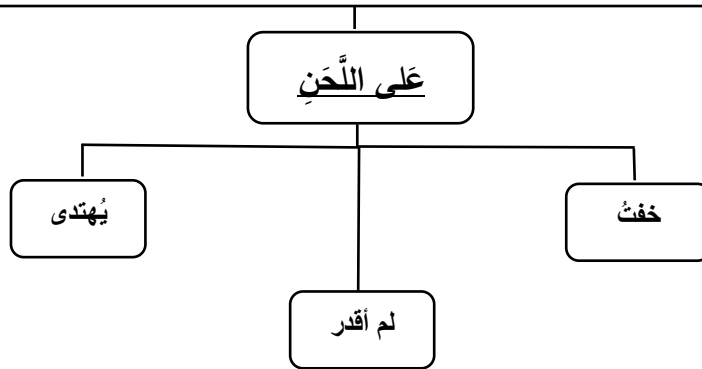 عَلى اللَّحَنِ
خفتُ
يُهتدى
لم أقدر